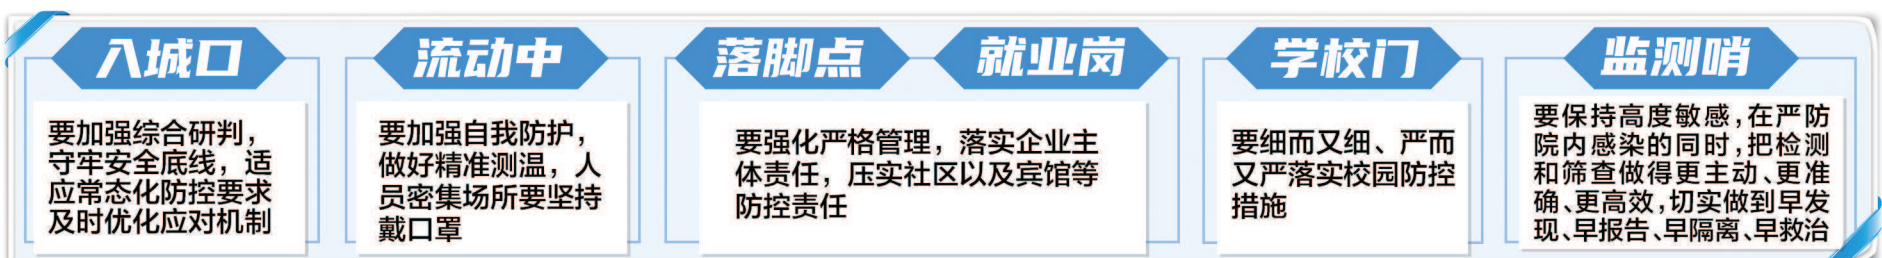 入城口
要加强综合研判，
守牢安全底线，适
应常态化防控要求
及时优化应对机制
流动中
要加强自我防护，
做好精准测温，人
员密集场所要坚持
戴口罩
落脚点 就业岗
要强化严格管理，落实企业主
体责任，压实社区以及宾馆等
防控责任
学校门
要细而又细、严而
又严落实校园防控
措施
监测哨
要保持高度敏感，在严防
院内感染的同时，把检测
和筛查做得更主动、更准
确、更高效，切实做到早发
现、早报告、早隔离、早救治